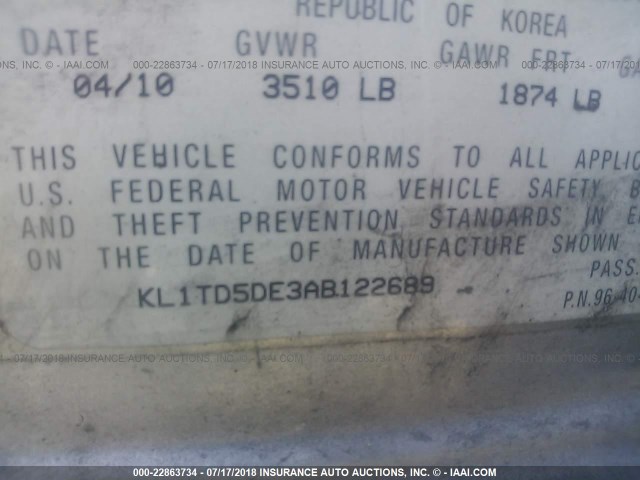 REPUBLIC OF KOREA
DATE GVWR GAWR FRT
04/10 3510 LB 1874 LB
THIS VEHICLE CONFORMS TO ALL
U.S. FEDERAL MOTOR VEHICLE SAFETY
AND THEFT PREVENTION STANDARDS IN
ON THE DATE OF MANUFACTURE SHOWN
KL1TD5DE3AB122689 PASS.
P.N.96
000-22863734 - 07/17/2018 INSURANCE AUTO AUCTIONS, INC. - © - IAAI.COM